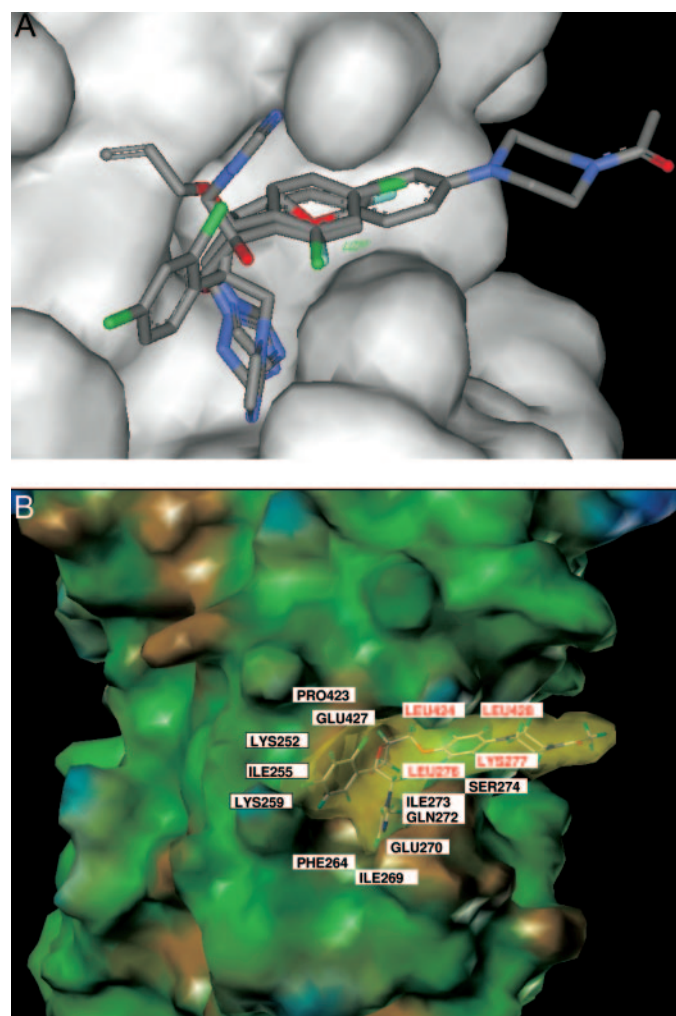 A
B
PRO423
GLU427
LEU424 LEU428
LYS252
LYS277
ILE255
LEU276
SER274
LYS259
ILE273
GLN272
GLU270
PHE264
ILE269